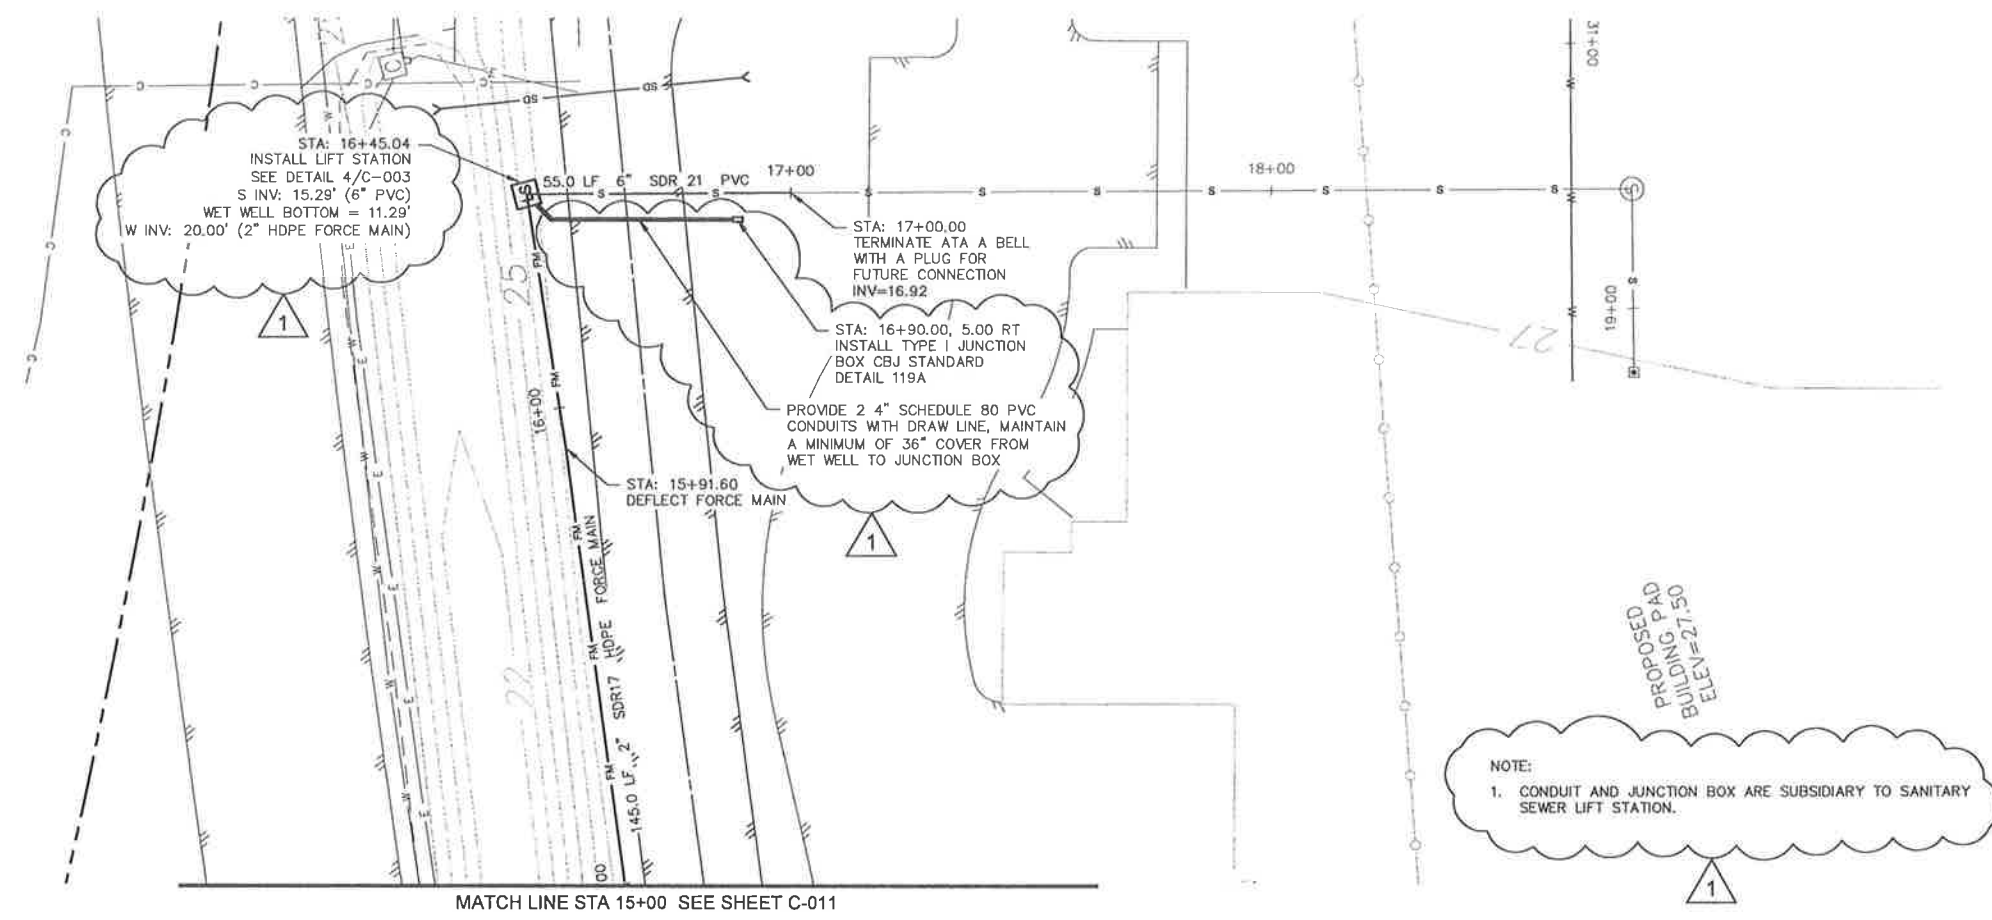 STA: 16+45.04
INSTALL LIFT STATION
SEE DETAIL 4/C-003
S INV: 15.29' (6" PVC)
WET WELL BOTTOM = 11.29'
W INV: 20.00' (2" HDPE FORCE MAIN)
1
C
LS
55.0 LF 6" SDR 21 PVC
17+00
18+00
31+00
19+00
S
STA: 17+00.00
TERMINATE ATA A BELL
WITH A PLUG FOR
FUTURE CONNECTION
INV=16.92
STA: 16+90.00, 5.00 RT
INSTALL TYPE I JUNCTION
BOX CBJ STANDARD
DETAIL 119A
PROVIDE 2 4" SCHEDULE 80 PVC
CONDUITS WITH DRAW LINE, MAINTAIN
A MINIMUM OF 36" COVER FROM
WET WELL TO JUNCTION BOX
1
25
27
22
16+00
STA: 15+91.60
DEFLECT FORCE MAIN
145.0 LF 2" SDR17 HDPE FORCE MAIN
FM
FM
FM
FM
FM
00
PROPOSED
BUILDING PAD
ELEV=27.50
NOTE:
1. CONDUIT AND JUNCTION BOX ARE SUBSIDIARY TO SANITARY
SEWER LIFT STATION.
1
MATCH LINE STA 15+00 SEE SHEET C-011